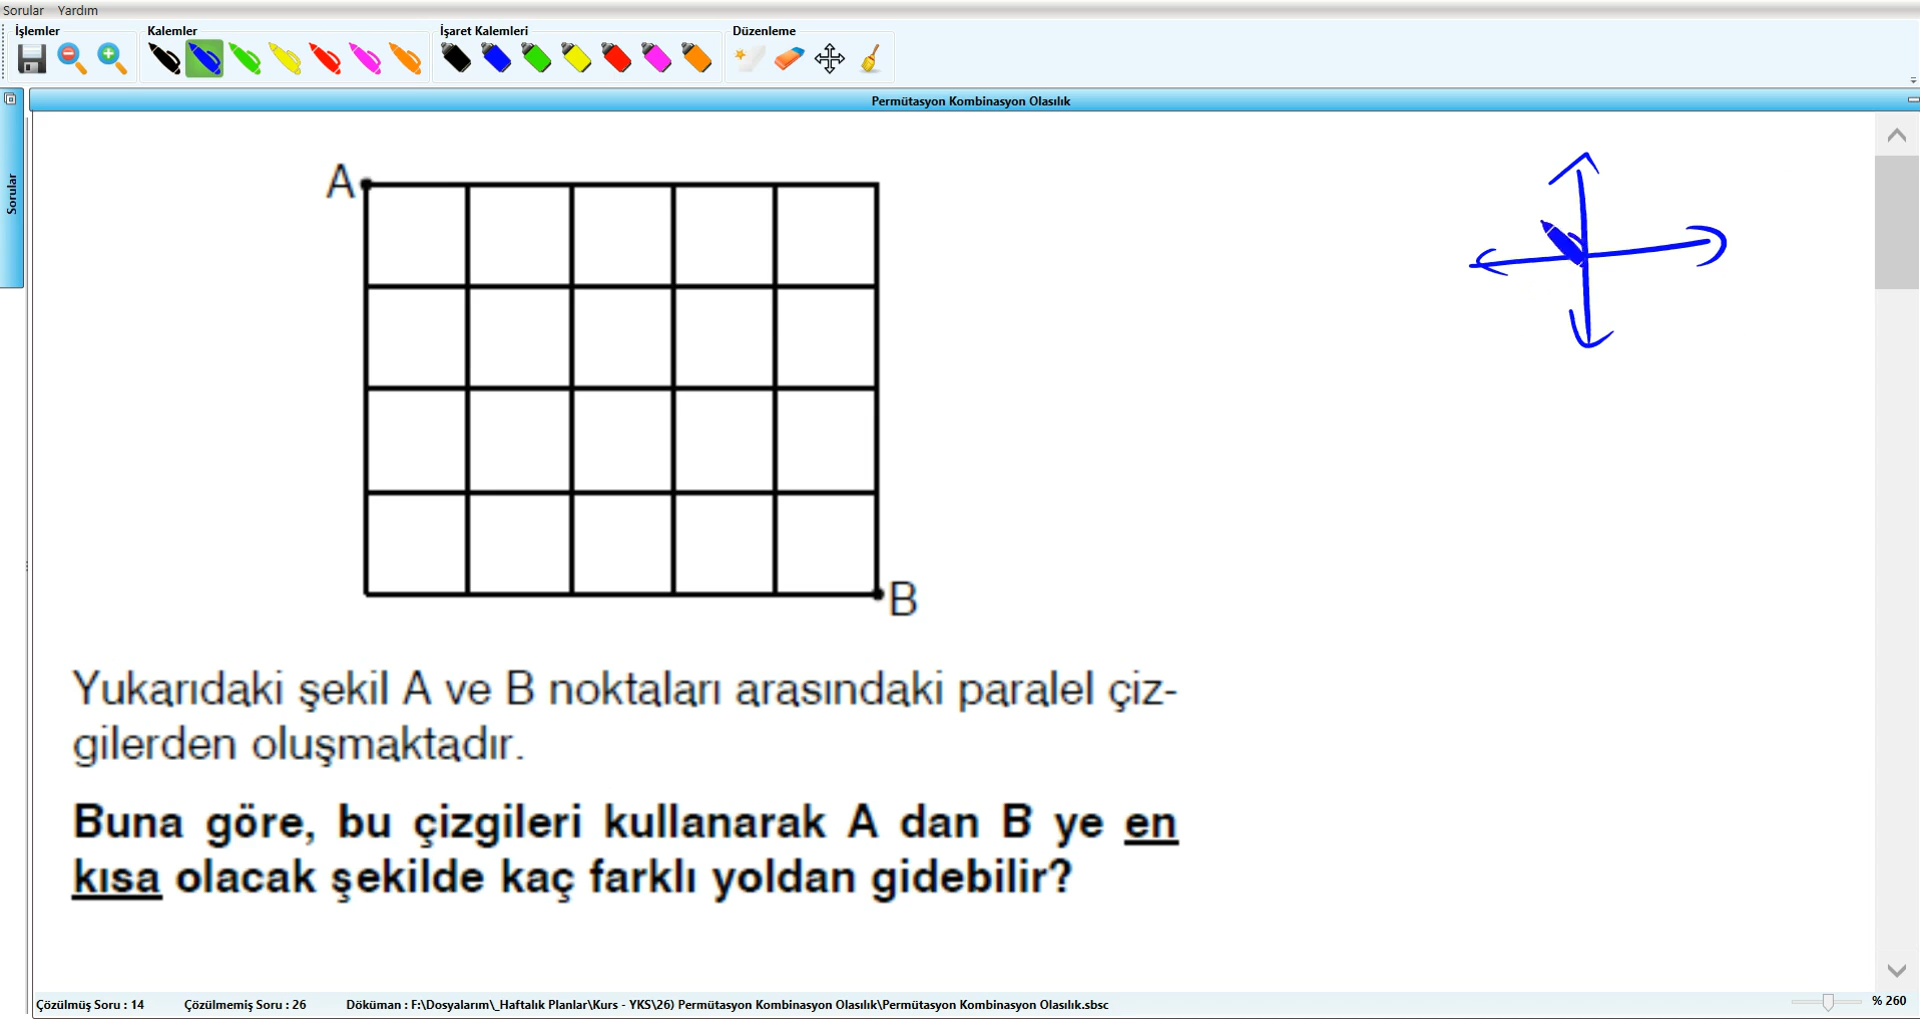 Sorular Yardım
İşlemler Kalemler İşaret Kalemleri Düzenleme
Sorular
Permütasyon Kombinasyon Olasılık
A
B
Yukarıdaki şekil A ve B noktaları arasındaki paralel çiz-
gilerden oluşmaktadır.
Buna göre, bu çizgileri kullanarak A dan B ye en
kısa olacak şekilde kaç farklı yoldan gidebilir?
Çözülmüş Soru : 14 Çözülmemiş Soru : 26 Döküman : F:\Dosyalarım\_Haftalık Planlar\Kurs - YKS\26) Permütasyon Kombinasyon Olasılık\Permütasyon Kombinasyon Olasılık.sbsc % 260